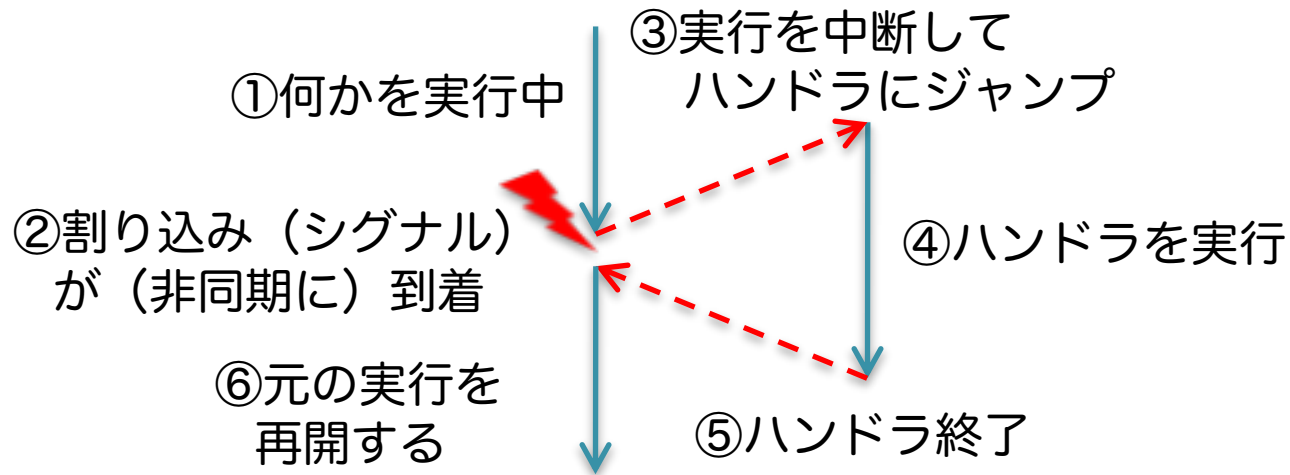 ①何かを実行中
②割り込み（シグナル）
が（非同期に）到着
③実行を中断して
ハンドラにジャンプ
④ハンドラを実行
⑤ハンドラ終了
⑥元の実行を
再開する